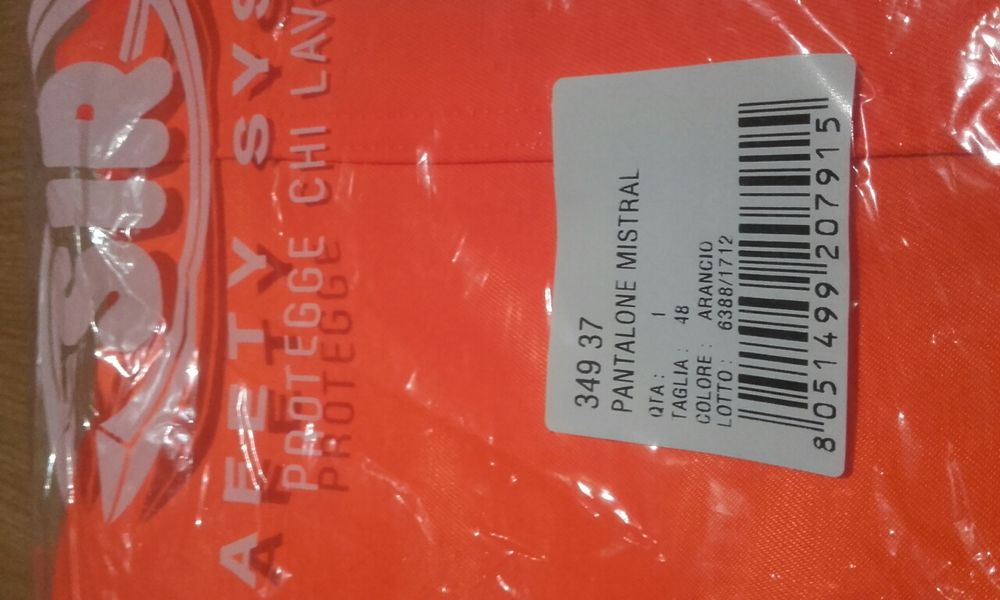 SIR
AFETY SYS
PROTEGGE CHI LAV
349 37
PANTALONE MISTRAL
QTA : 1
TAGLIA : 48
COLORE : ARANCIO
LOTTO : 6388/1712
8 051499 207915